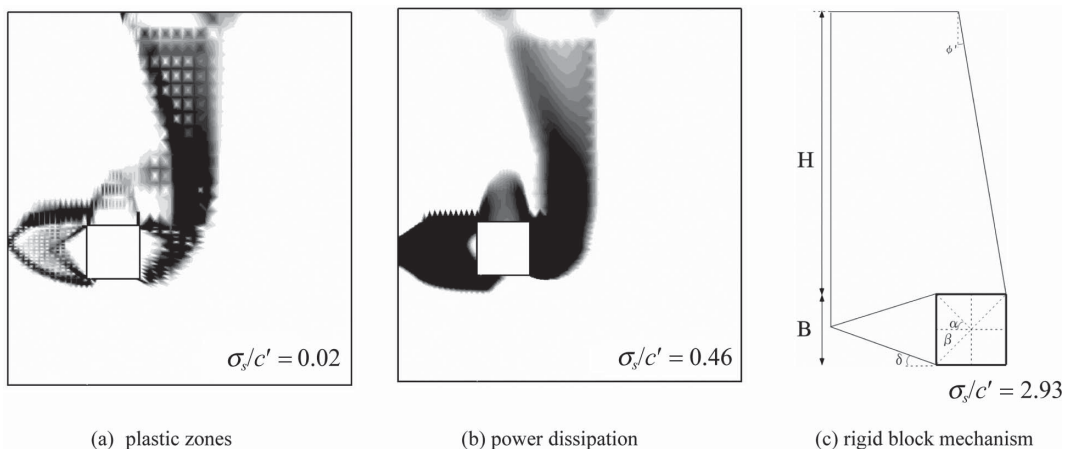 σₛ/c′ = 0.02
(a) plastic zones
σₛ/c′ = 0.46
(b) power dissipation
ϕ′
H
B
α
β
δ
σₛ/c′ = 2.93
(c) rigid block mechanism